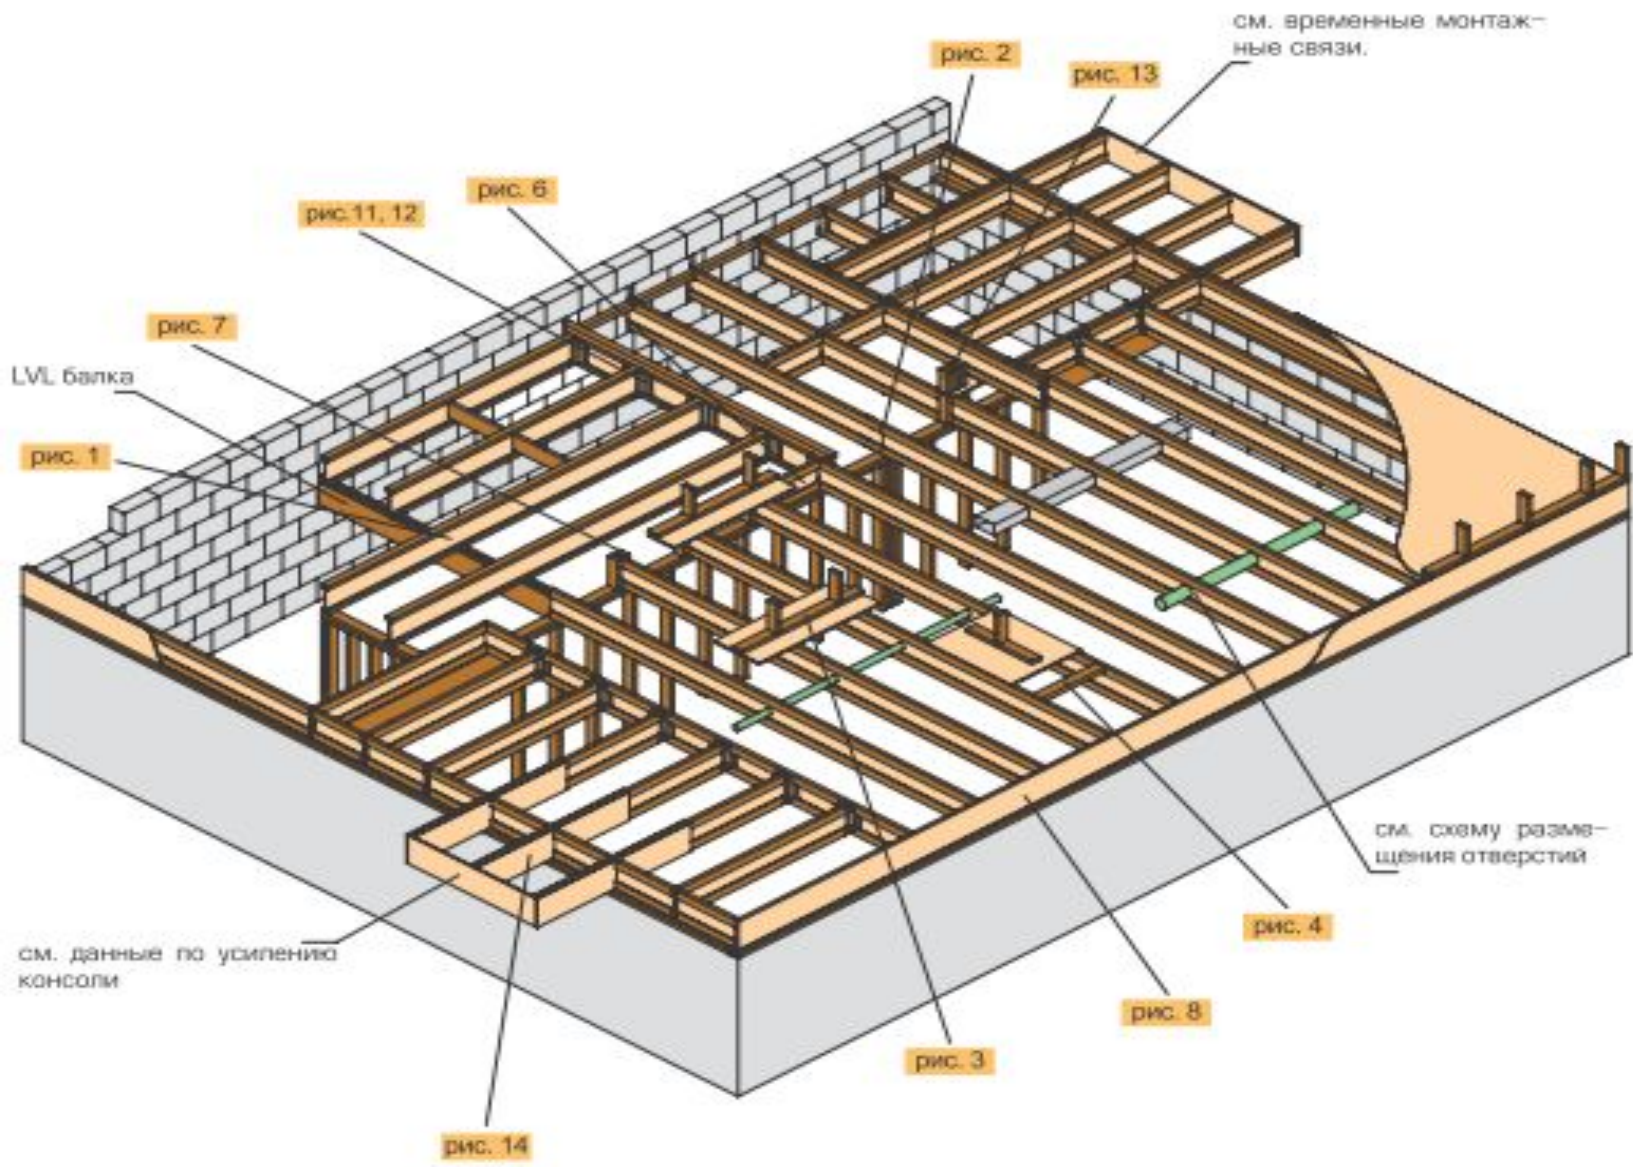 см. временные монтаж-
ные связи.
рис. 2
рис. 13
рис. 6
рис.11, 12
рис. 7
LVL балка
рис. 1
см. схему разме-
щения отверстий
рис. 4
см. данные по усилению
консоли
рис. 8
рис. 3
рис. 14